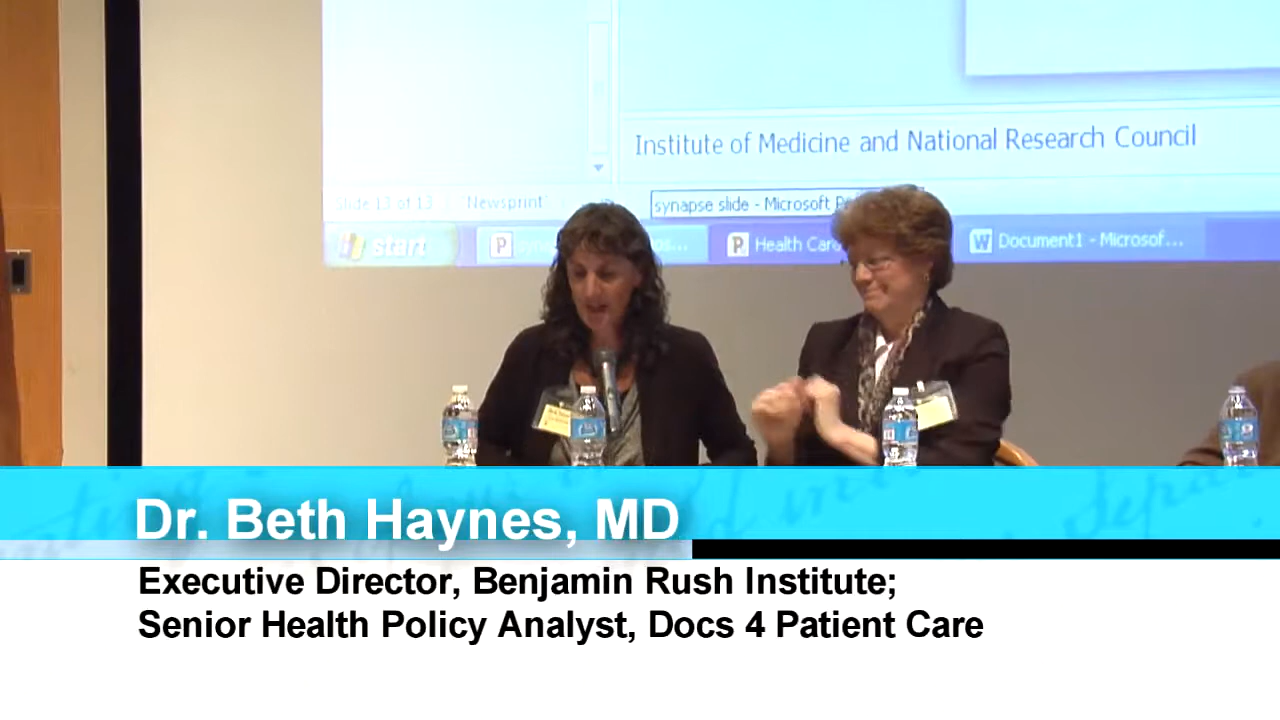 Institute of Medicine and National Research Council
Slide 13 of 13
'Newsprint'
synapse slide - Microsoft
start
Health Care
Document1 - Microsof...
Dr. Beth Haynes, MD
Executive Director, Benjamin Rush Institute;
Senior Health Policy Analyst, Docs 4 Patient Care